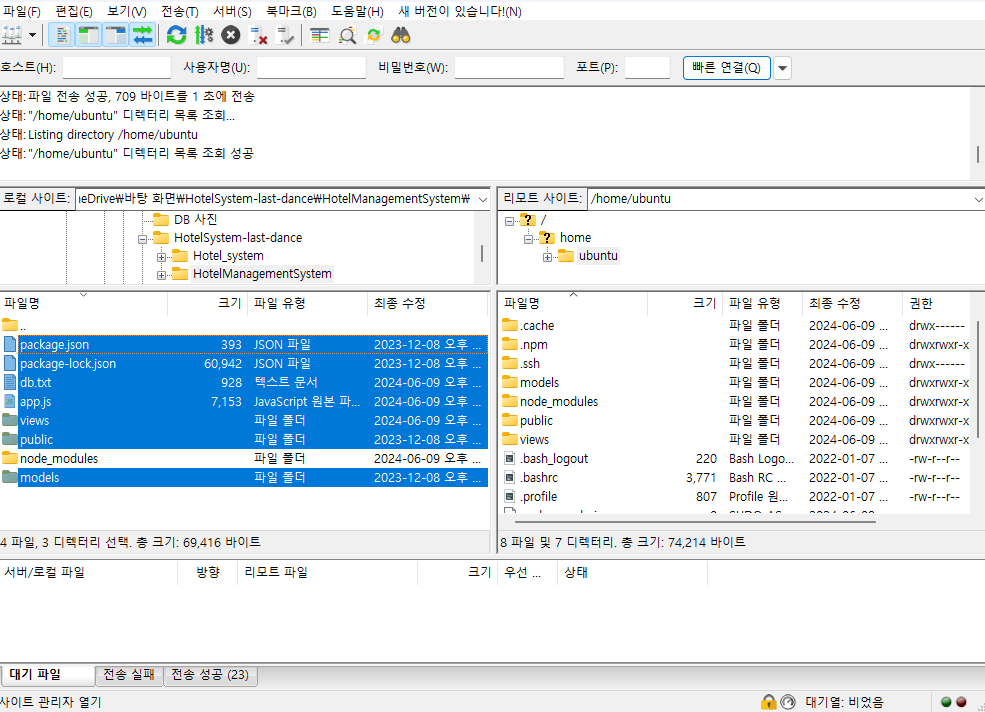 파일(F) 편집(E) 보기(V) 전송(T) 서버(S) 북마크(B) 도움말(H) 새 버전이 있습니다!(N)
호스트(H): 사용자명(U): 비밀번호(W): 포트(P): 빠른 연결(Q)
상태: 파일 전송 성공, 709 바이트를 1 초에 전송
상태: "/home/ubuntu" 디렉터리 목록 조회...
상태: Listing directory /home/ubuntu
상태: "/home/ubuntu" 디렉터리 목록 조회 성공
로컬 사이트: eDrive₩바탕 화면₩HotelSystem-last-dance₩HotelManagementSystem₩
DB 사진
HotelSystem-last-dance
Hotel_system
HotelManagementSystem
리모트 사이트: /home/ubuntu
/
home
ubuntu
파일명 크기 파일 유형 최종 수정
..
package.json 393 JSON 파일 2023-12-08 오후 ...
package-lock.json 60,942 JSON 파일 2023-12-08 오후 ...
db.txt 928 텍스트 문서 2024-06-09 오후 ...
app.js 7,153 JavaScript 원본 파... 2024-06-09 오후 ...
views 파일 폴더 2024-06-09 오후 ...
public 파일 폴더 2023-12-08 오후 ...
node_modules 파일 폴더 2024-06-09 오후 ...
models 파일 폴더 2023-12-08 오후 ...
4 파일, 3 디렉터리 선택. 총 크기: 69,416 바이트
파일명 크기 파일 유형 최종 수정 권한
.cache 파일 폴더 2024-06-09 ... drwx------
.npm 파일 폴더 2024-06-09 ... drwxrwxr-x
.ssh 파일 폴더 2024-06-09 ... drwx------
models 파일 폴더 2024-06-09 ... drwxrwxr-x
node_modules 파일 폴더 2024-06-09 ... drwxrwxr-x
public 파일 폴더 2024-06-09 ... drwxrwxr-x
views 파일 폴더 2024-06-09 ... drwxrwxr-x
.bash_logout 220 Bash Logo... 2022-01-07 ... -rw-r--r--
.bashrc 3,771 Bash RC ... 2022-01-07 ... -rw-r--r--
.profile 807 Profile 원... 2022-01-07 ... -rw-r--r--
8 파일 및 7 디렉터리. 총 크기: 74,214 바이트
서버/로컬 파일 방향 리모트 파일 크기 우선 ... 상태
대기 파일 전송 실패 전송 성공 (23)
사이트 관리자 열기 대기열: 비었음